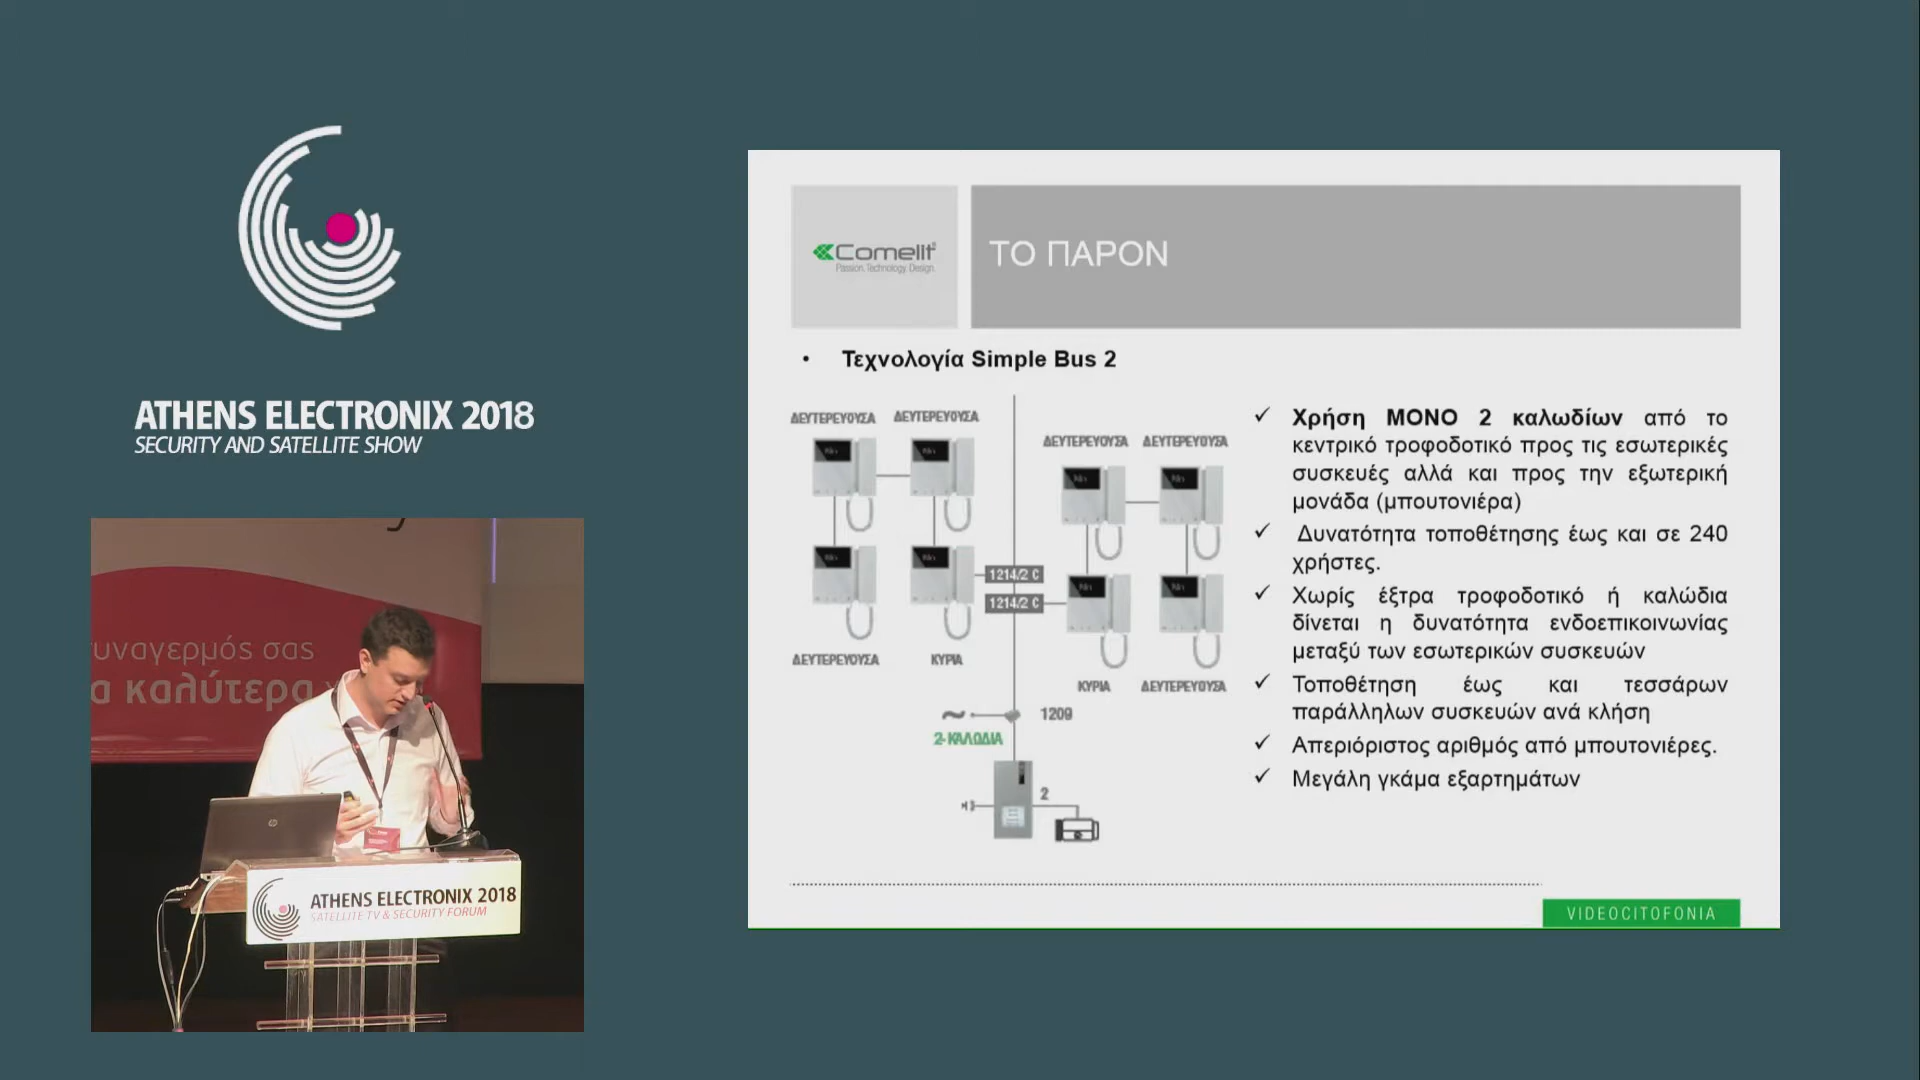 ATHENS ELECTRONIX 2018
SECURITY AND SATELLITE SHOW
υναγερμός σας
α καλύτερα
hp
ATHENS ELECTRONIX 2018
SATELLITE TV & SECURITY FORUM
Comelit
Passion. Technology. Design.
ΤΟ ΠΑΡΟΝ
• Τεχνολογία Simple Bus 2
ΔΕΥΤΕΡΕΥΟΥΣΑ ΔΕΥΤΕΡΕΥΟΥΣΑ
ΔΕΥΤΕΡΕΥΟΥΣΑ ΔΕΥΤΕΡΕΥΟΥΣΑ
1214/2 C
1214/2 C
ΔΕΥΤΕΡΕΥΟΥΣΑ ΚΥΡΙΑ
ΚΥΡΙΑ ΔΕΥΤΕΡΕΥΟΥΣΑ
1209
2-ΚΑΛΩΔΙΑ
2
✓ Χρήση ΜΟΝΟ 2 καλωδίων από το
κεντρικό τροφοδοτικό προς τις εσωτερικές
συσκευές αλλά και προς την εξωτερική
μονάδα (μπουτονιέρα)
✓ Δυνατότητα τοποθέτησης έως και σε 240
χρήστες.
✓ Χωρίς έξτρα τροφοδοτικό ή καλώδια
δίνεται η δυνατότητα ενδοεπικοινωνίας
μεταξύ των εσωτερικών συσκευών
✓ Τοποθέτηση έως και τεσσάρων
παράλληλων συσκευών ανά κλήση
✓ Απεριόριστος αριθμός από μπουτονιέρες.
✓ Μεγάλη γκάμα εξαρτημάτων
VIDEOCITOFONIA